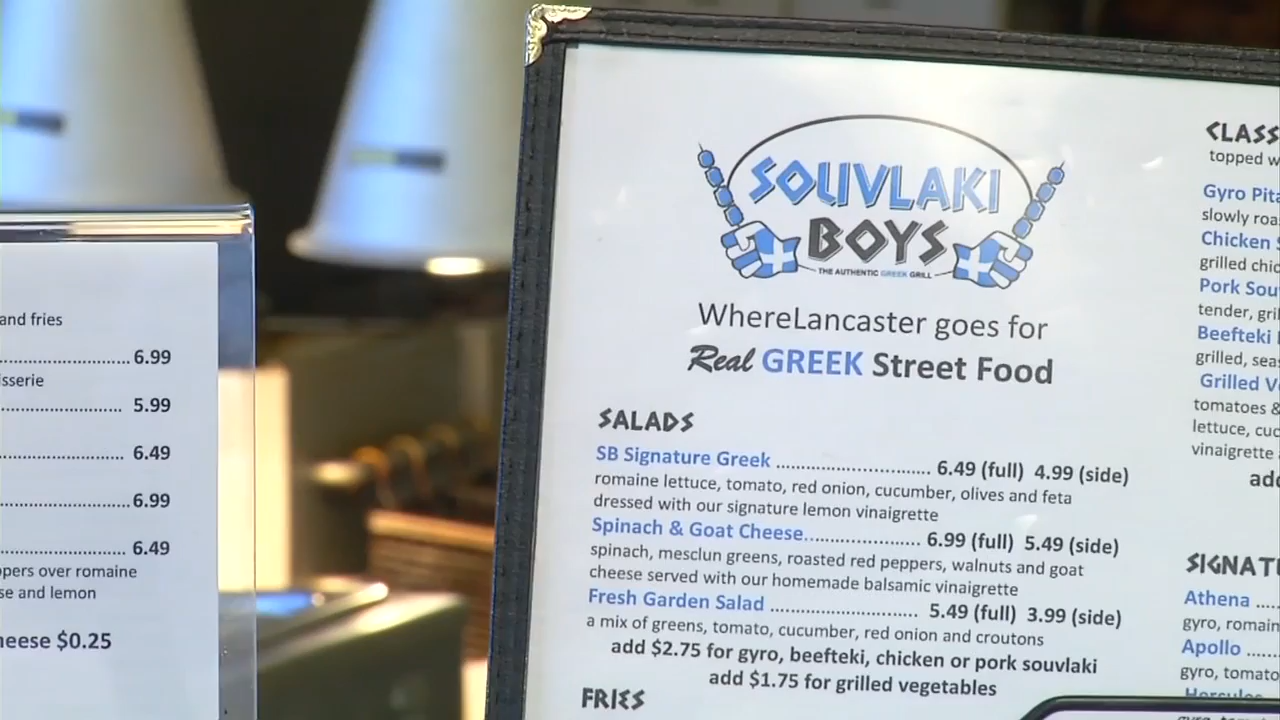 and fries
6.99
isserie
5.99
6.49
6.99
6.49
ppers over romaine
se and lemon
heese $0.25
SOUVLAKI
BOYS
THE AUTHENTIC GREEK GRILL
WhereLancaster goes for
Real GREEK Street Food
SALADS
SB Signature Greek ................................ 6.49 (full) 4.99 (side)
romaine lettuce, tomato, red onion, cucumber, olives and feta
dressed with our signature lemon vinaigrette
Spinach & Goat Cheese........................ 6.99 (full) 5.49 (side)
spinach, mesclun greens, roasted red peppers, walnuts and goat
cheese served with our homemade balsamic vinaigrette
Fresh Garden Salad .............................. 5.49 (full) 3.99 (side)
a mix of greens, tomato, cucumber, red onion and croutons
add $2.75 for gyro, beefteki, chicken or pork souvlaki
add $1.75 for grilled vegetables
FRIES
CLASS
topped w
Gyro Pita
slowly roa
Chicken S
grilled chic
Pork Sou
tender, gril
Beefteki
grilled, sea
Grilled Ve
tomatoes &
lettuce, cuc
vinaigrette
add
SIGNAT
Athena ....
gyro, romain
Apollo ......
gyro, tomato
Hercules